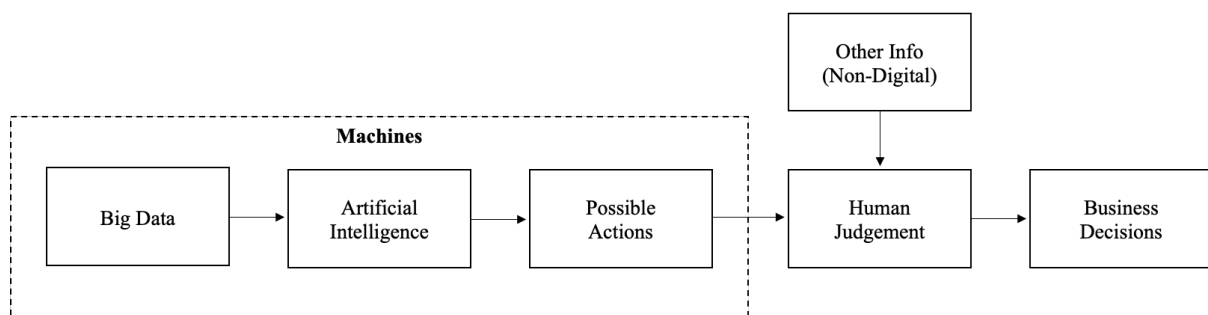 Other Info
(Non-Digital)
Machines
Big Data
Artificial
Intelligence
Possible
Actions
Human
Judgement
Business
Decisions